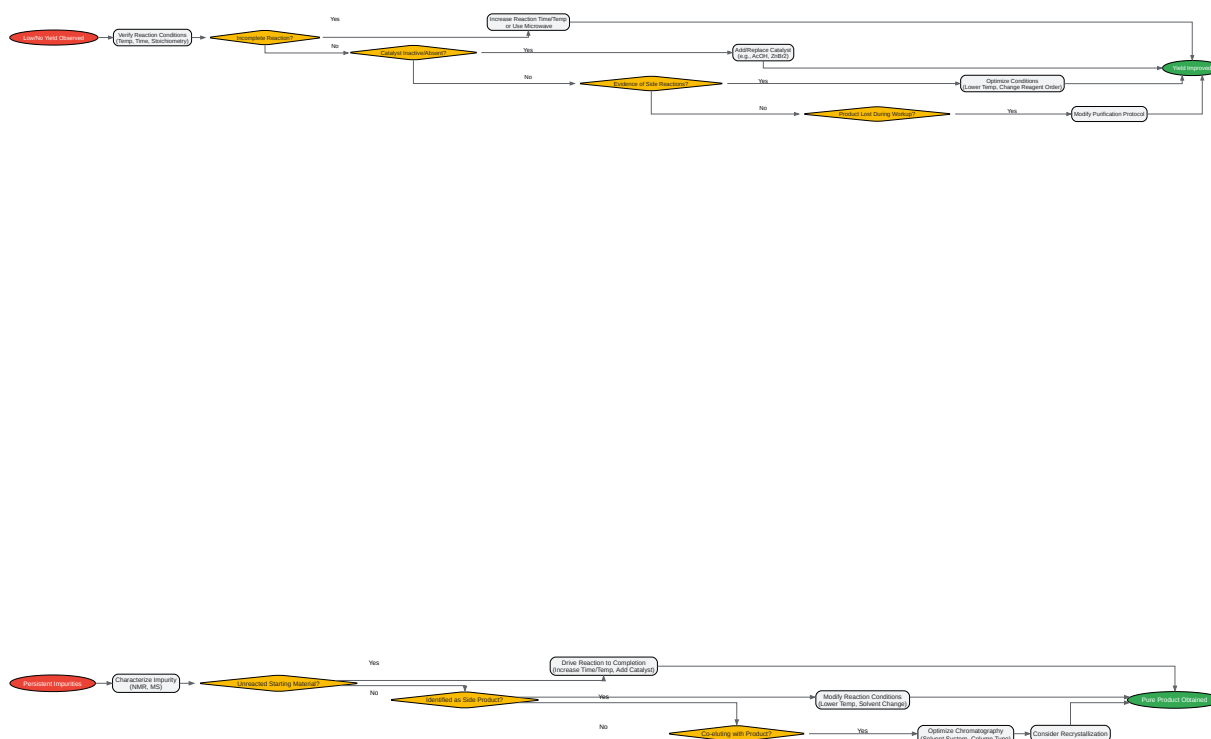 Yes
Increase Reaction Time/Temp
or Use Microwave
Low/No Yield Observed
Verify Reaction Conditions
(Temp, Time, Stoichiometry)
Incomplete Reaction?
No
Catalyst Inactive/Absent?
Yes
Add/Replace Catalyst
(e.g., AcOH, ZnBr2)
Yield Improved
No
Evidence of Side Reactions?
Yes
Optimize Conditions
(Lower Temp, Change Reagent Order)
No
Product Lost During Workup?
Yes
Modify Purification Protocol
Yes
Drive Reaction to Completion
(Increase Time/Temp, Add Catalyst)
Persistent Impurities
Characterize Impurity
(NMR, MS)
Unreacted Starting Material?
No
Identified as Side Product?
Yes
Modify Reaction Conditions
(Lower Temp, Solvent Change)
Pure Product Obtained
No
Co-eluting with Product?
Yes
Optimize Chromatography
(Solvent System, Column Type)
Consider Recrystallization